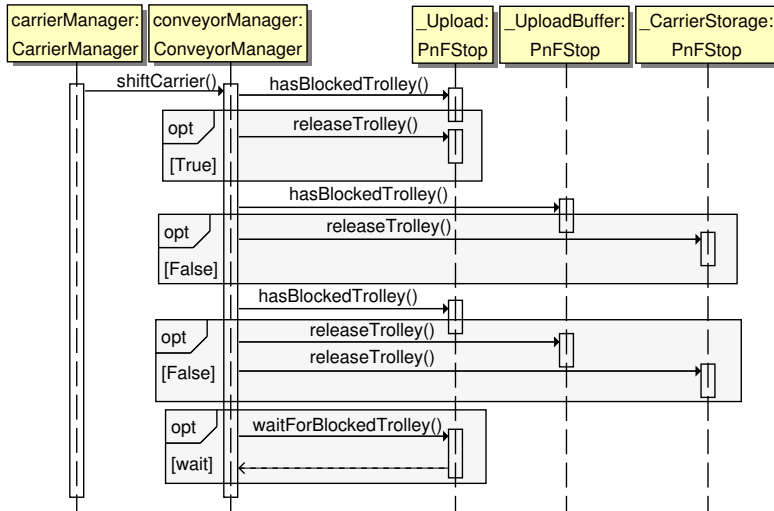 carrierManager:
CarrierManager
conveyorManager:
ConveyorManager
_Upload:
PnFStop
_UploadBuffer:
PnFStop
_CarrierStorage:
PnFStop
shiftCarrier()
hasBlockedTrolley()
opt
releaseTrolley()
[True]
hasBlockedTrolley()
opt
releaseTrolley()
[False]
hasBlockedTrolley()
opt
releaseTrolley()
releaseTrolley()
[False]
opt
waitForBlockedTrolley()
[wait]